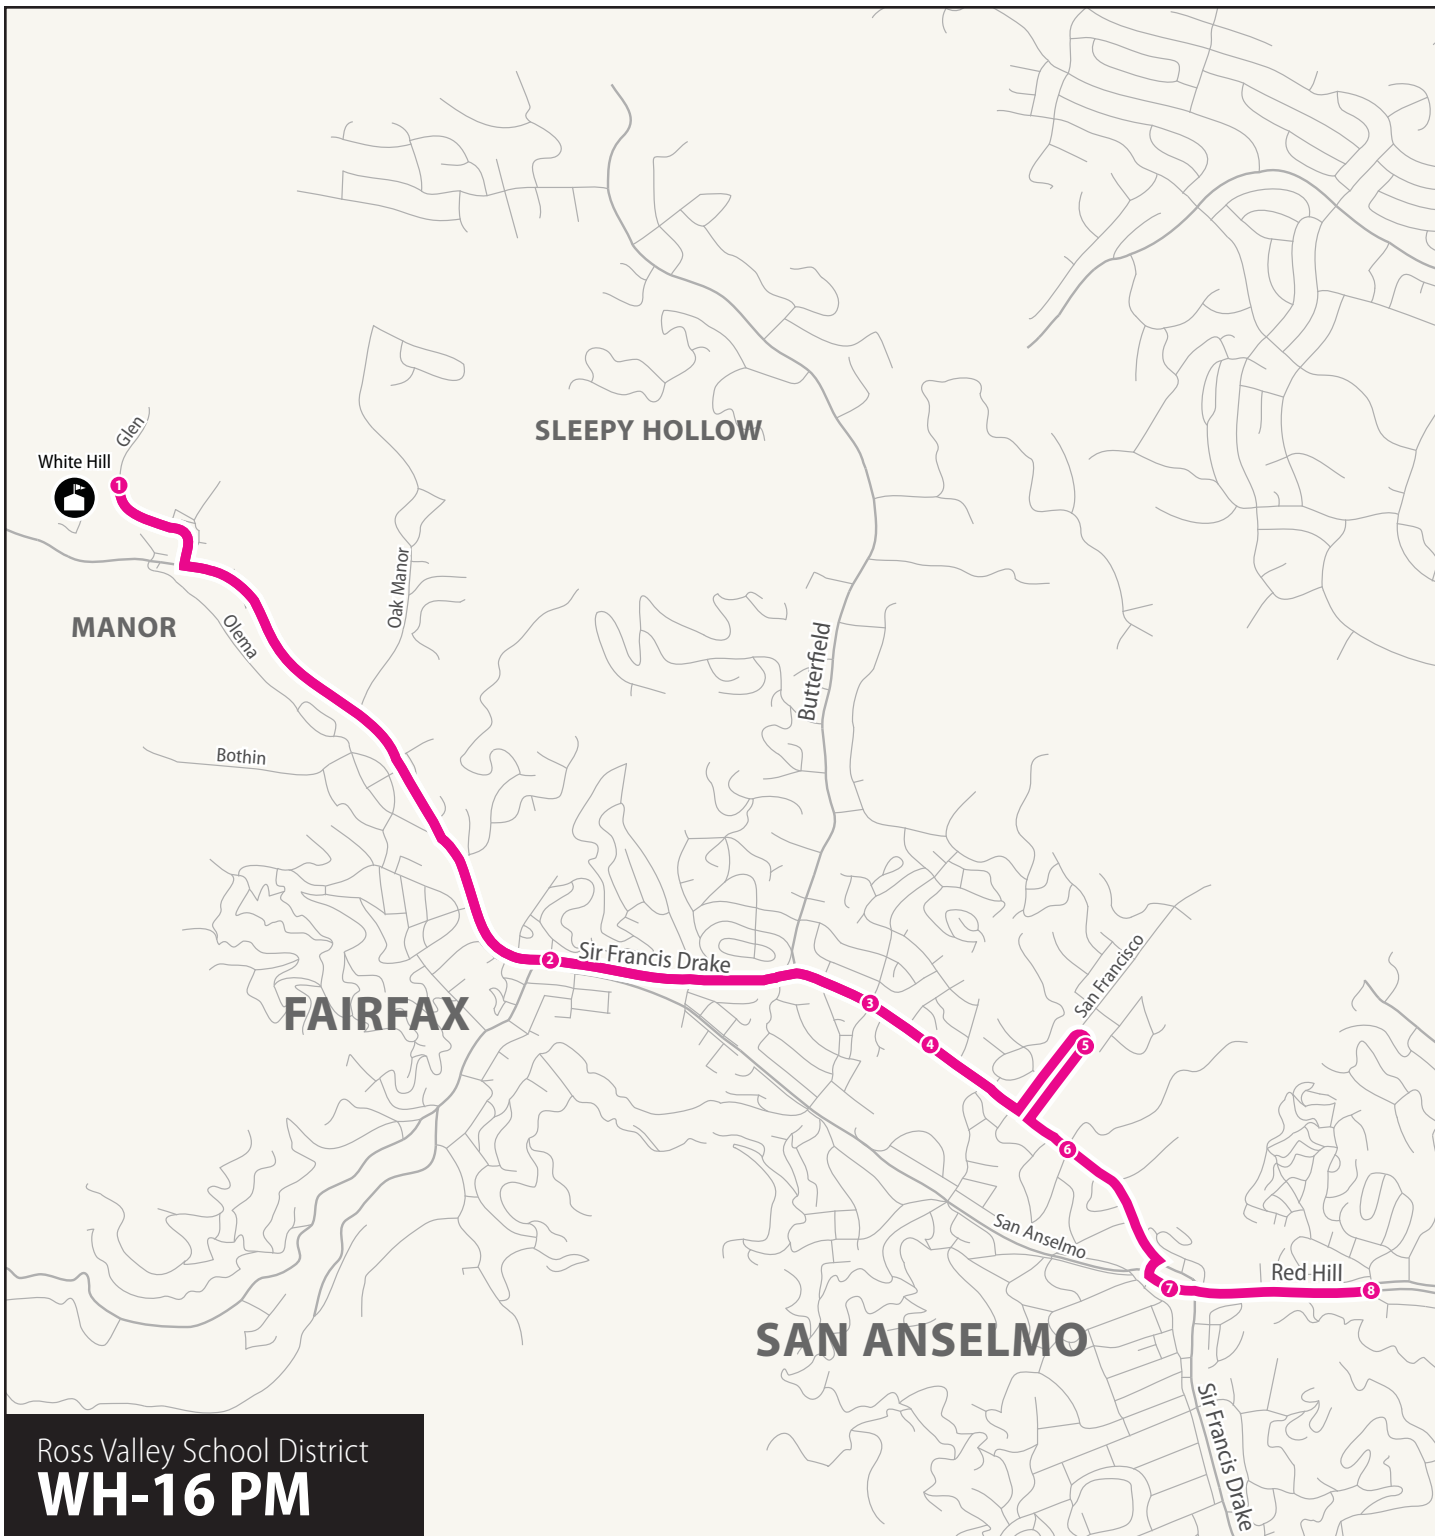 SLEEPY HOLLOW
Glen
White Hill
1
Oak Manor
MANOR
Olema
Butterfield
Bothin
San Francisco
2
Sir Francis Drake
FAIRFAX
3
4
5
6
San Anselmo
Red Hill
7
8
SAN ANSELMO
Sir Francis Drake
Ross Valley School District
WH-16 PM